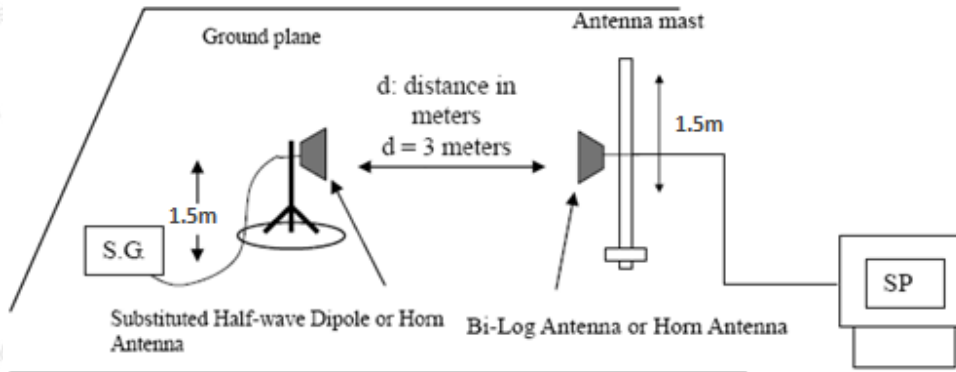 Ground plane
Antenna mast
d: distance in
meters
d = 3 meters
1.5m
1.5m
S.G.
SP
Substituted Half-wave Dipole or Horn
Antenna
Bi-Log Antenna or Horn Antenna